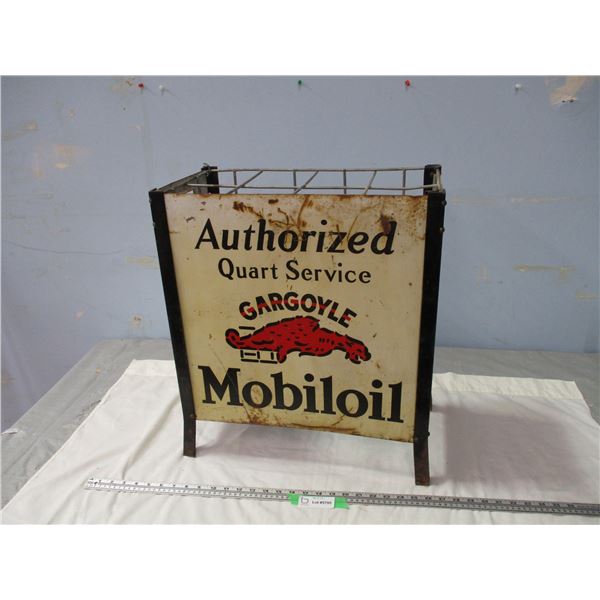 Authorized
Quart Service
GARGOYLE
Mobiloil